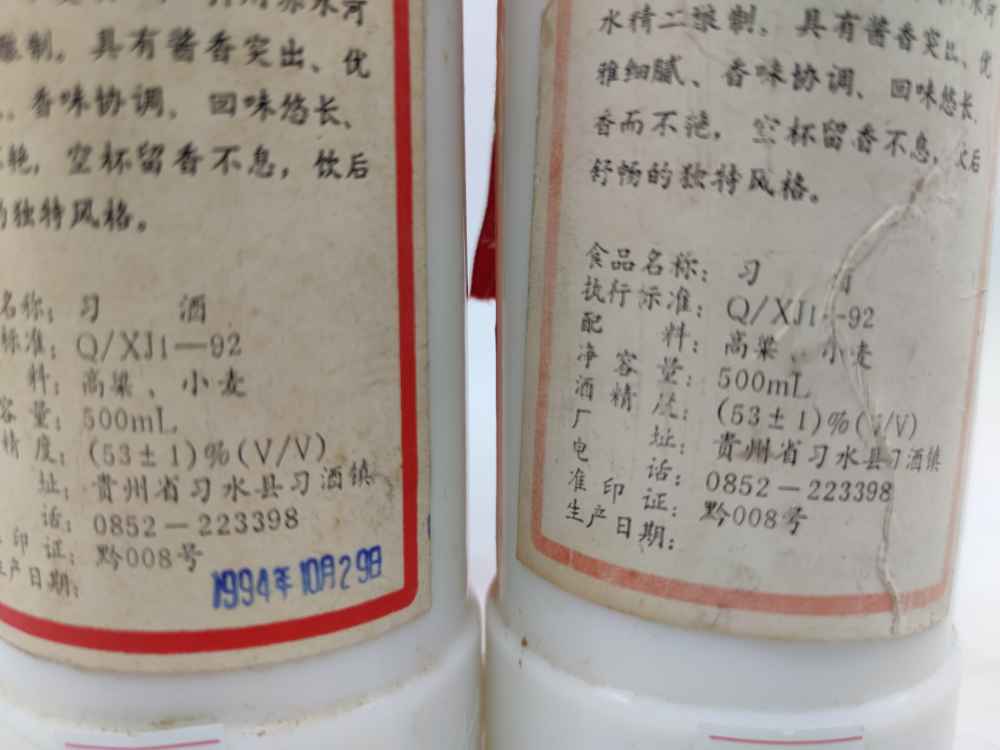 酿制。具有酱香突出、优
香味协调、回味悠长、
空杯留香不息，饮后
独特风格。
名称：习 酒
标准：Q/XJ1—92
料：高粱、小麦
容量：500mL
精度：(53±1)%(V/V)
址：贵州省习水县习酒镇
话：0852—223398
印证：黔008号
产日期：
1994年10月29日
水精二酿制。具有酱香突出、优
雅细腻、香味协调、回味悠长、
香而不艳，空杯留香不息，后
舒畅的独特风格。
食品名称：习
执行标准：Q/XJ1—92
配 料：高粱、小麦
净容量：500mL
酒精度：(53±1)%(V/V)
厂 址：贵州省习水县习酒镇
电 话：0852—223398
准印证：黔008号
生产日期：